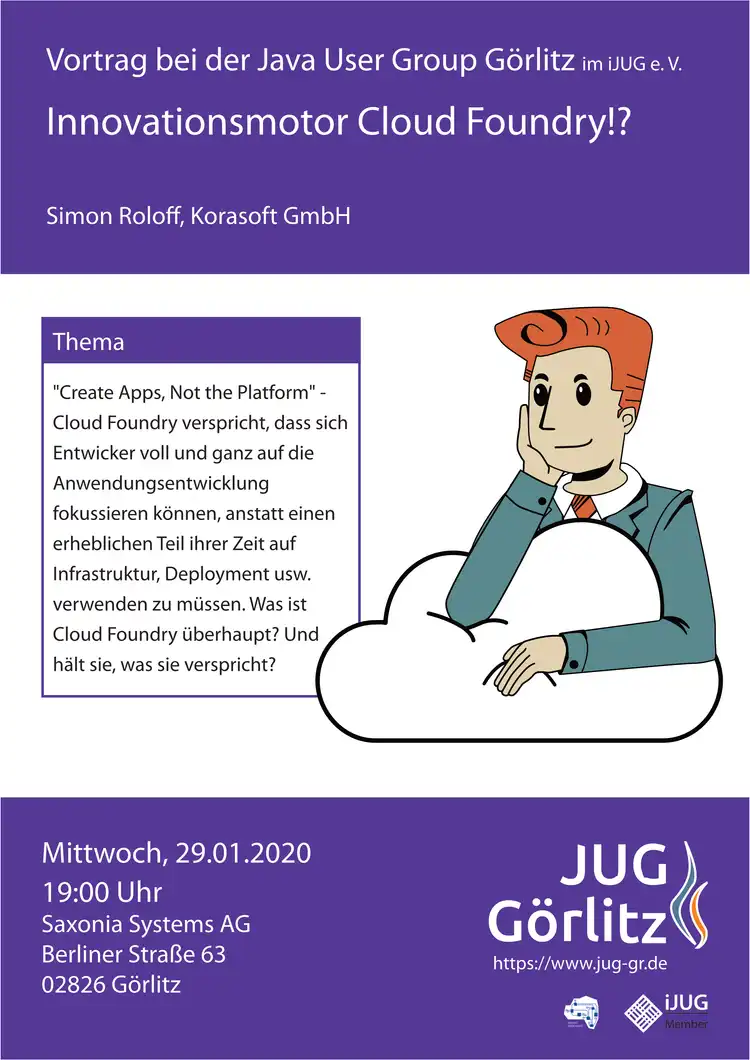 Vortrag bei der Java User Group Görlitz im iJUG e. V.
Innovationsmotor Cloud Foundry!?
Simon Roloff, Korasoft GmbH
Thema
"Create Apps, Not the Platform" -
Cloud Foundry verspricht, dass sich
Entwicker voll und ganz auf die
Anwendungsentwicklung
fokussieren können, anstatt einen
erheblichen Teil ihrer Zeit auf
Infrastruktur, Deployment usw.
verwenden zu müssen. Was ist
Cloud Foundry überhaupt? Und
hält sie, was sie verspricht?
Mittwoch, 29.01.2020
19:00 Uhr
Saxonia Systems AG
Berliner Straße 63
02826 Görlitz
JUG
Görlitz
https://www.jug-gr.de
iJUG
Member